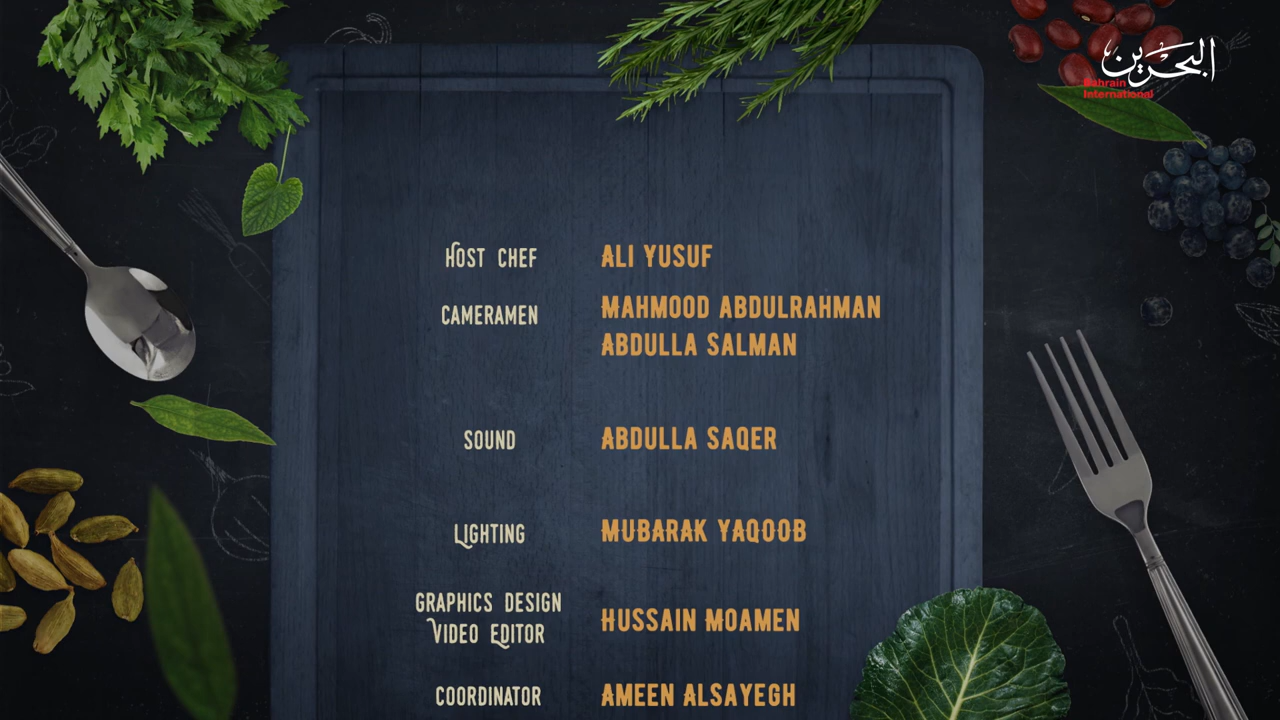 البحرين
Bahrain
International
HOST CHEF ALI YUSUF
CAMERAMEN MAHMOOD ABDULRAHMAN
ABDULLA SALMAN
SOUND ABDULLA SAQER
LIGHTING MUBARAK YAQOOB
GRAPHICS DESIGN
VIDEO EDITOR HUSSAIN MOAMEN
COORDINATOR AMEEN ALSAYEGH